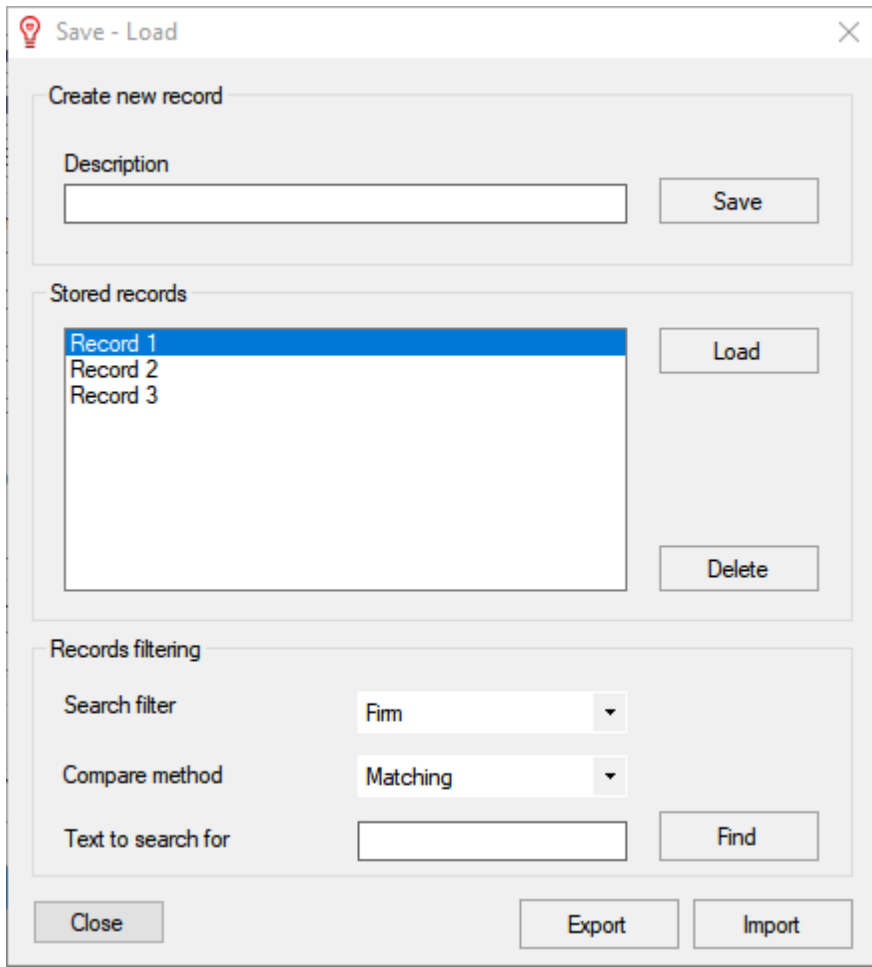 Save - Load
Create new record
Description
Save
Stored records
Record 1
Record 2
Record 3
Load
Delete
Records filtering
Search filter
Firm
Compare method
Matching
Text to search for
Find
Close
Export
Import